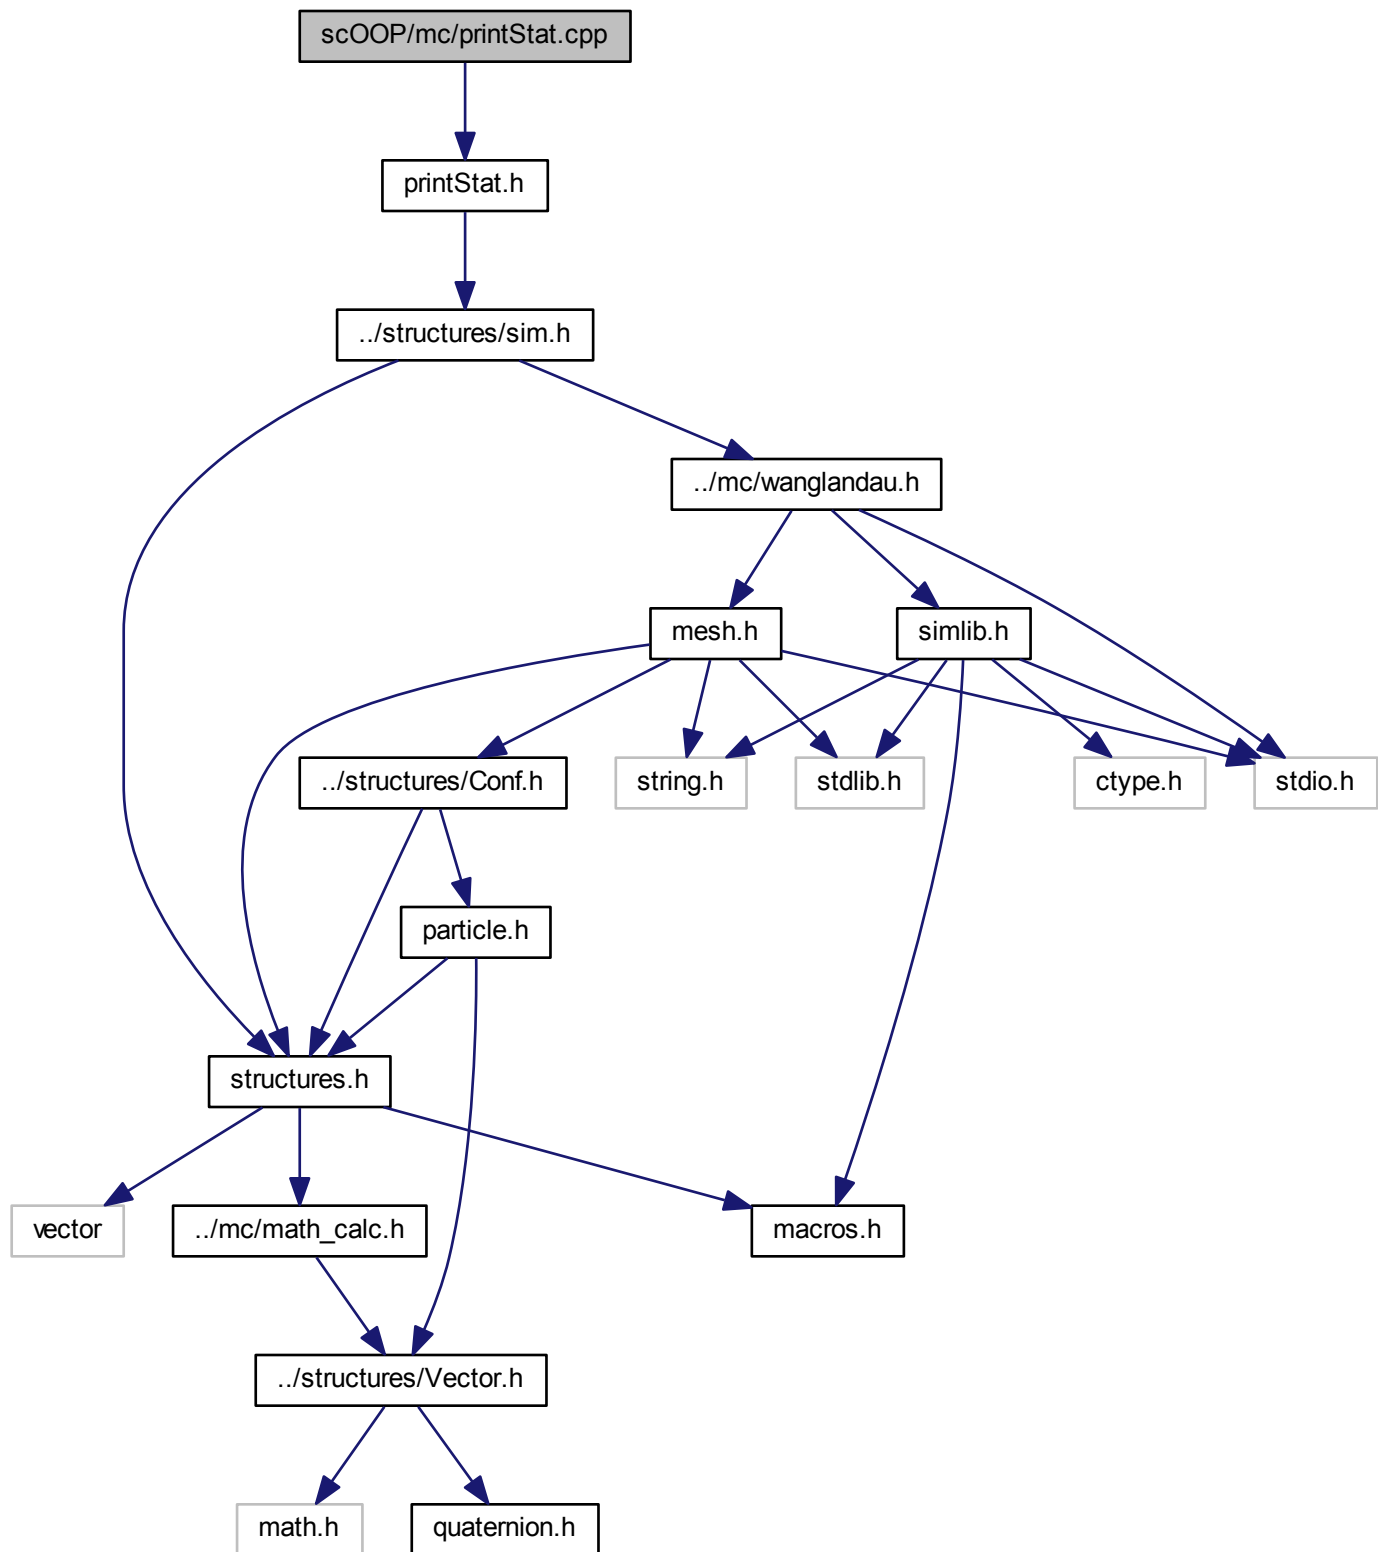 scOOP/mc/printStat.cpp
printStat.h
../structures/sim.h
../mc/wanglandau.h
mesh.h
simlib.h
../structures/Conf.h
string.h
stdlib.h
ctype.h
stdio.h
particle.h
structures.h
vector
../mc/math_calc.h
macros.h
../structures/Vector.h
math.h
quaternion.h